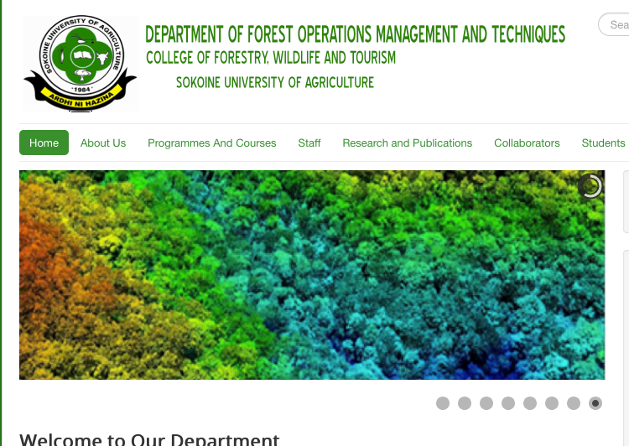 SOKOINE UNIVERSITY OF AGRICULTURE
· 1984 ·
ARDHI NI HAZINA
DEPARTMENT OF FOREST OPERATIONS MANAGEMENT AND TECHNIQUES
COLLEGE OF FORESTRY, WILDLIFE AND TOURISM
SOKOINE UNIVERSITY OF AGRICULTURE
Sea
Home About Us Programmes And Courses Staff Research and Publications Collaborators Students
Welcome to Our Department